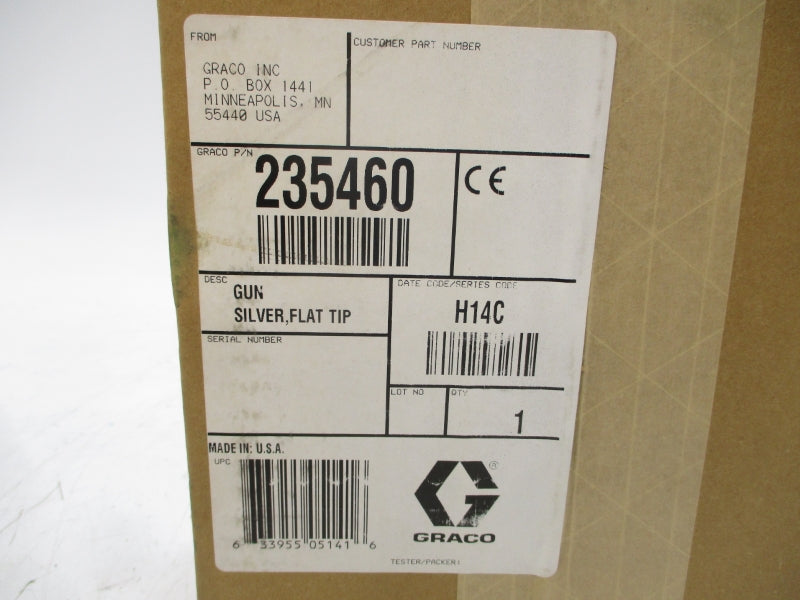 FROM
GRACO INC
P.O. BOX 1441
MINNEAPOLIS, MN
55440 USA
CUSTOMER PART NUMBER
GRACO P/N
235460
CE
DESC
GUN
SILVER,FLAT TIP
DATE CODE/SERIES CODE
H14C
SERIAL NUMBER
LOT NO
QTY
1
MADE IN: U.S.A.
UPC
6 33955 05141 6
G®
GRACO
TESTER/PACKER: